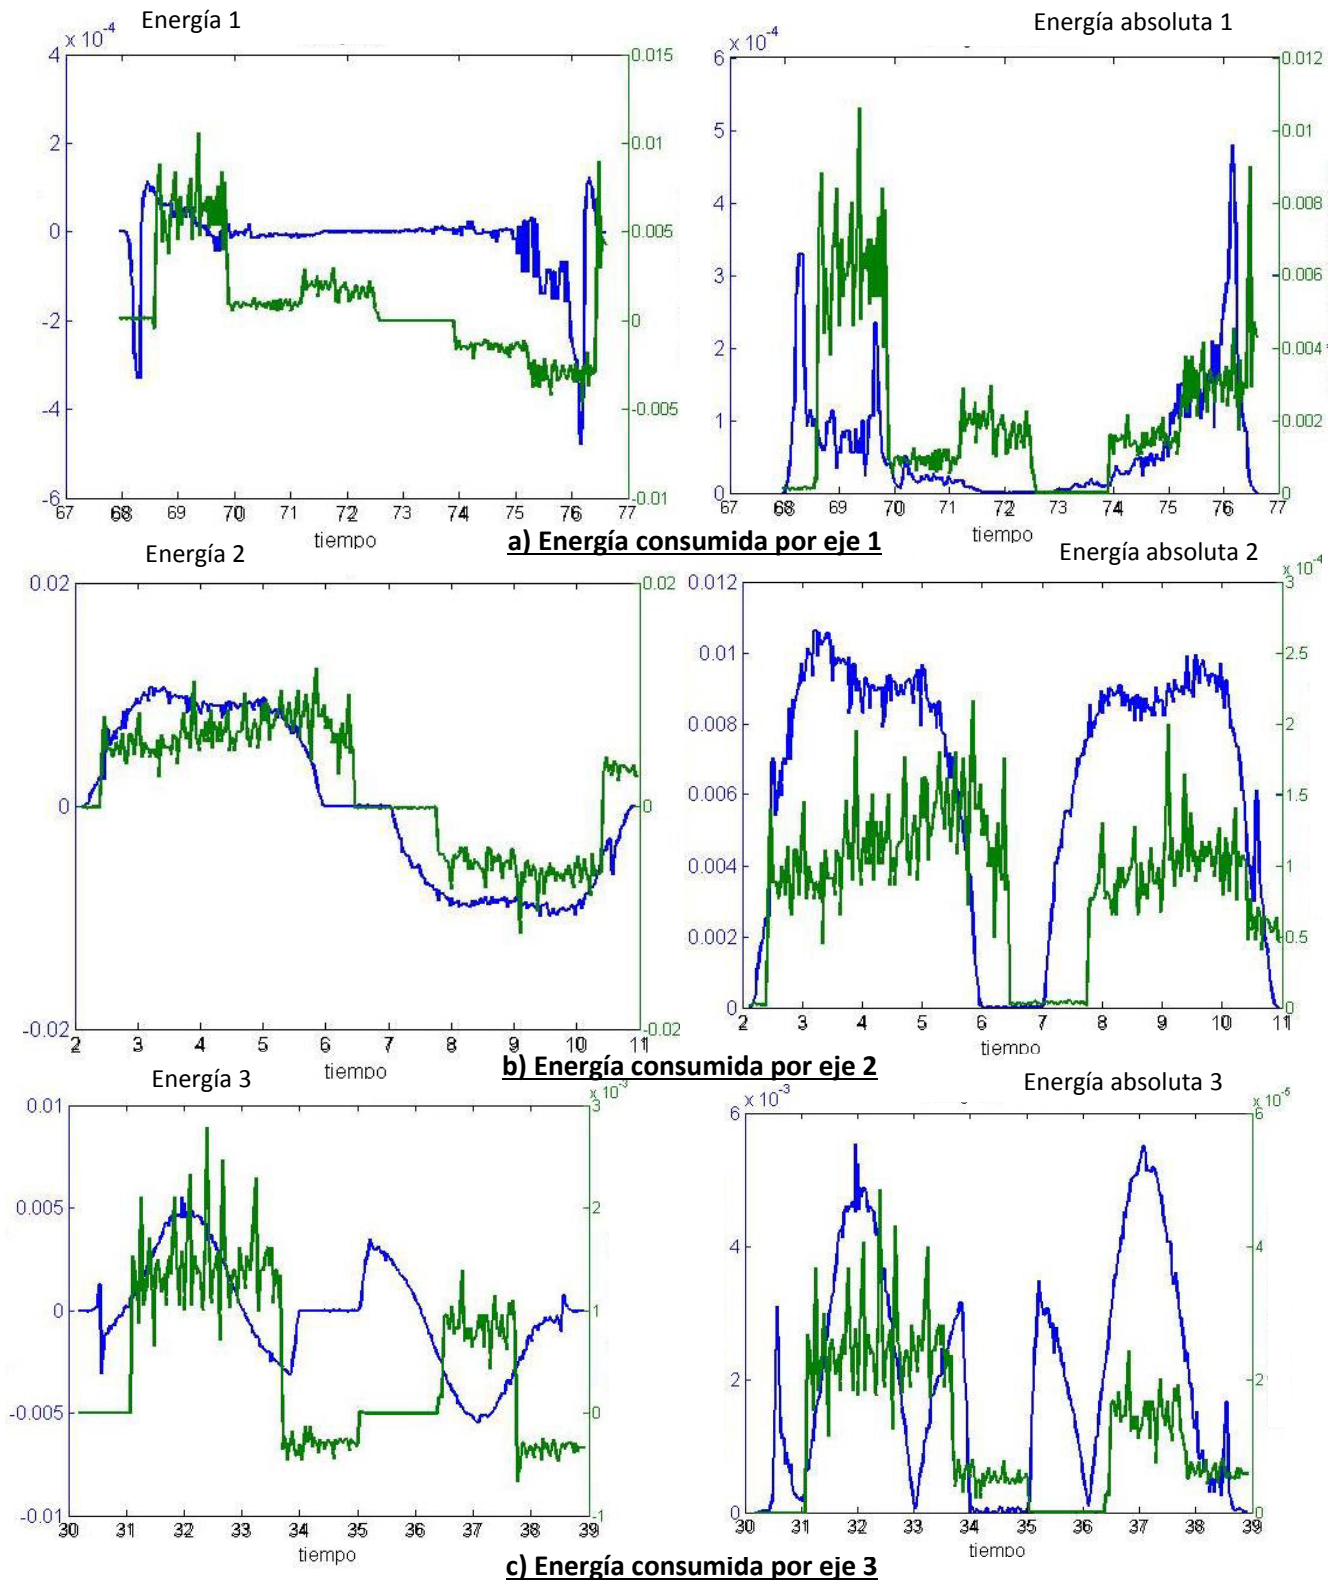 Energía 1
x 10⁻⁴
4
2
0
-2
-4
-6
0.015
0.01
0.005
0
-0.005
-0.01
67 68 69 70 71 72 73 74 75 76 77
tiempo
Energía absoluta 1
x 10⁻⁴
6
5
4
3
2
1
0
0.012
0.01
0.008
0.006
0.004
0.002
0
67 68 69 70 71 72 73 74 75 76 77
tiempo
a) Energía consumida por eje 1
Energía 2
0.02
0
-0.02
0.02
0
-0.02
2 3 4 5 6 7 8 9 10 11
tiempo
Energía absoluta 2
0.012
0.01
0.008
0.006
0.004
0.002
0
x 10⁻⁴
3
2.5
2
1.5
1
0.5
0
2 3 4 5 6 7 8 9 10 11
tiempo
b) Energía consumida por eje 2
Energía 3
0.01
0.005
0
-0.005
-0.01
x 10⁻³
3
2
1
0
-1
30 31 32 33 34 35 36 37 38 39
tiempo
Energía absoluta 3
x 10⁻³
6
4
2
0
6
4
2
0
30 31 32 33 34 35 36 37 38 39
tiempo
c) Energía consumida por eje 3